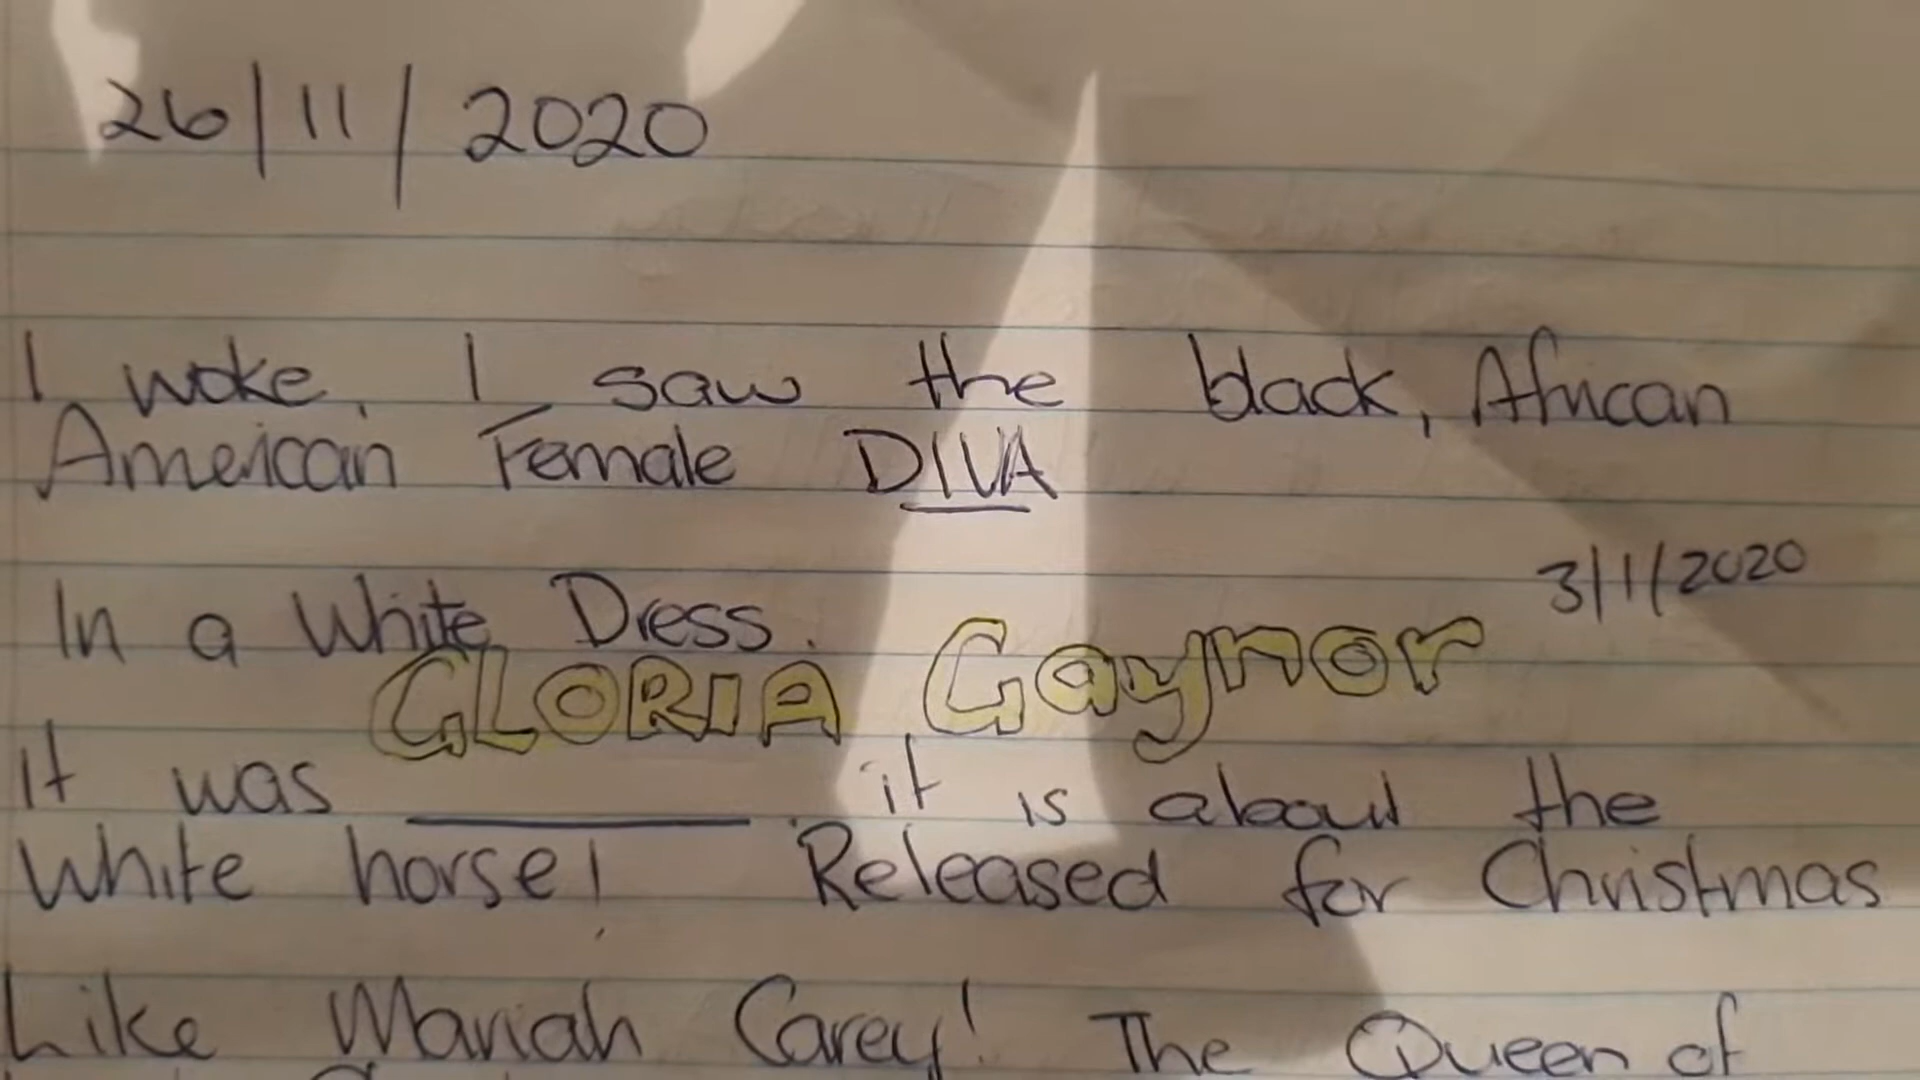 26/11/2020
I woke. I saw the black, African
American Female DIVA
3/1/2020
In a White Dress.
GLORIA Gaynor
it was ________. it is about the
White horse! Released for Christmas
Like Mariah Carey! The Queen of